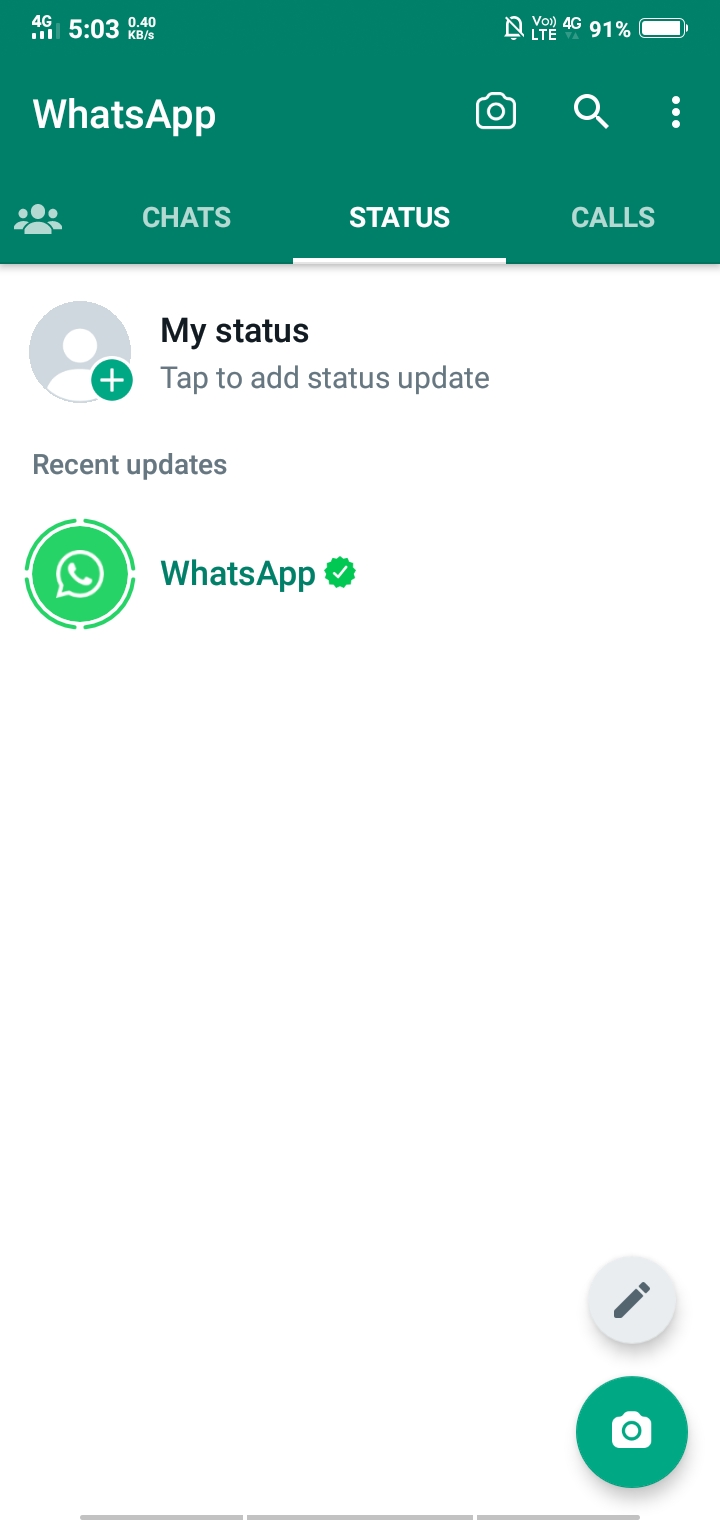 4G 5:03 0.40 KB/s Vo)) LTE 4G 91%
WhatsApp
CHATS STATUS CALLS
My status
Tap to add status update
Recent updates
WhatsApp